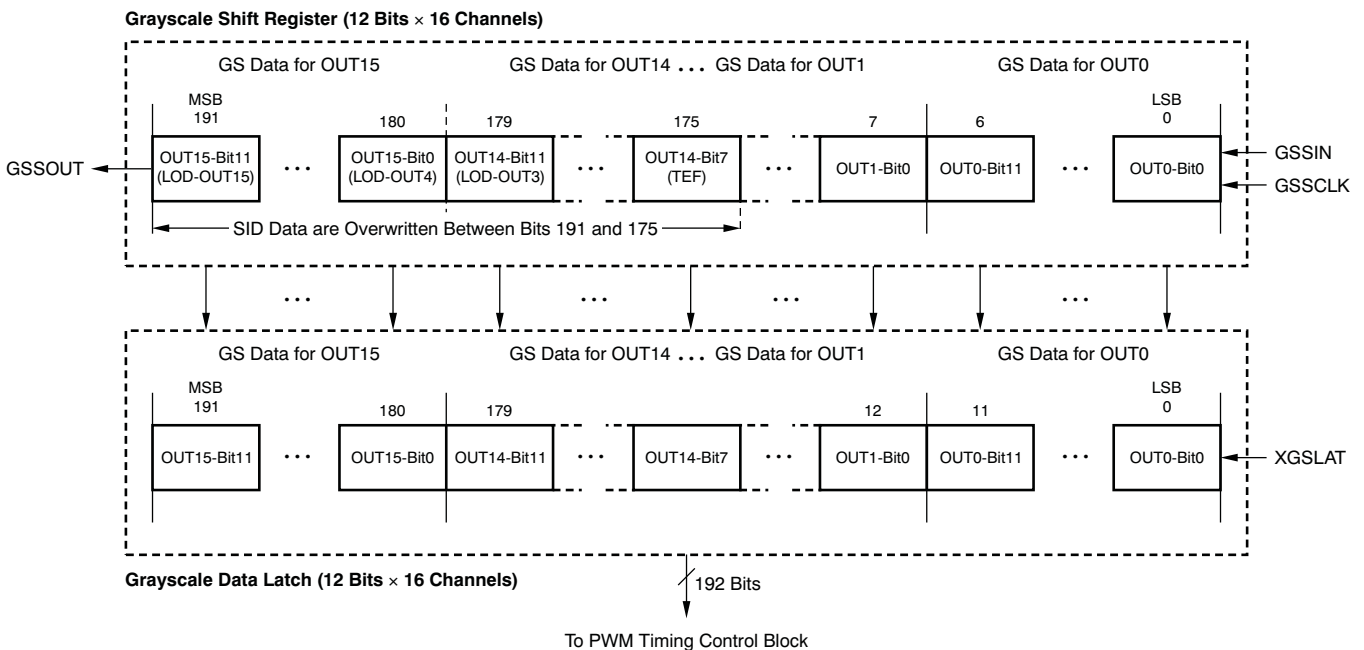 Grayscale Shift Register (12 Bits × 16 Channels)
GS Data for OUT15
GS Data for OUT14 ... GS Data for OUT1
GS Data for OUT0
MSB
191
180
179
175
7
6
LSB
0
GSSOUT
OUT15-Bit11
(LOD-OUT15)
...
OUT15-Bit0
(LOD-OUT4)
OUT14-Bit11
(LOD-OUT3)
...
OUT14-Bit7
(TEF)
...
OUT1-Bit0
OUT0-Bit11
...
OUT0-Bit0
GSSIN
GSSCLK
SID Data are Overwritten Between Bits 191 and 175
... ... ... ...
GS Data for OUT15
GS Data for OUT14 ... GS Data for OUT1
GS Data for OUT0
MSB
191
180
179
12
11
LSB
0
OUT15-Bit11
...
OUT15-Bit0
OUT14-Bit11
...
OUT14-Bit7
...
OUT1-Bit0
OUT0-Bit11
...
OUT0-Bit0
XGSLAT
Grayscale Data Latch (12 Bits × 16 Channels)
192 Bits
To PWM Timing Control Block